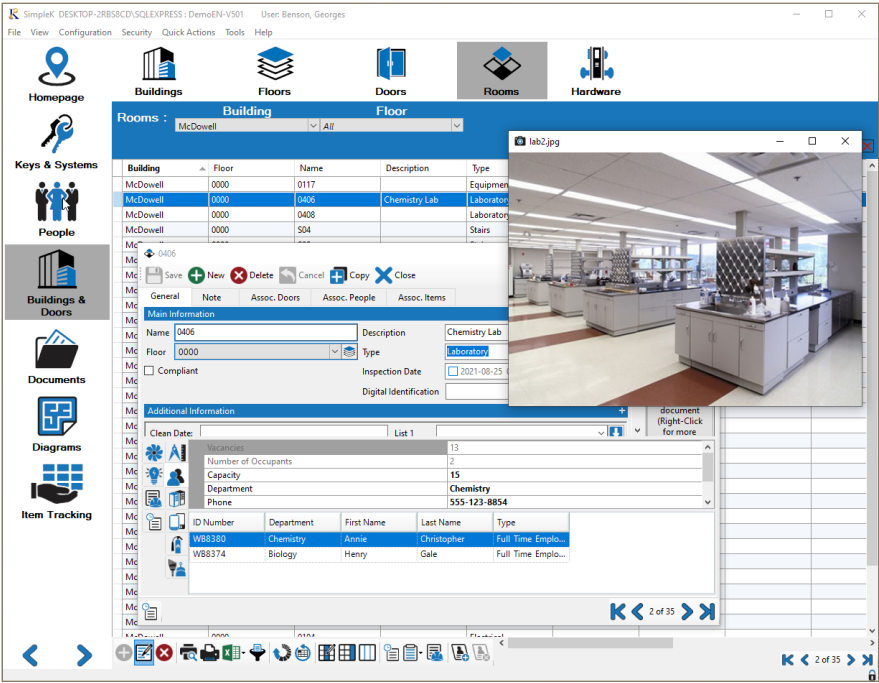 SimpleK DESKTOP-2RBS8CD\SQLEXPRESS : DemoEN-V501 User: Benson, Georges
File View Configuration Security Quick Actions Tools Help
Homepage
Keys & Systems
People
Buildings & Doors
Documents
Diagrams
Item Tracking
Buildings Floors Doors Rooms Hardware
Building Floor
Rooms : McDowell All
lab2.jpg
Building Floor Name Description Type
McDowell 0000 0117 Equipmen
McDowell 0000 0406 Chemistry Lab Laboratory
McDowell 0000 0408 Laboratory
McDowell 0000 S04 Stairs
0406
Save New Delete Cancel Copy Close
General Note Assoc. Doors Assoc. People Assoc. Items
Main Information
Name 0406 Description Chemistry Lab
Floor 0000 Type Laboratory
Compliant Inspection Date 2021-08-25
Digital Identification
Additional Information +
document
(Right-Click
for more
Clean Date: List 1
Vacancies 13
Number of Occupants 2
Capacity 15
Department Chemistry
Phone 555-123-8854
ID Number Department First Name Last Name Type
WB8380 Chemistry Annie Christopher Full Time Emplo...
WB8374 Biology Henry Gale Full Time Emplo...
2 of 35
McDowell 0000 0104 Electrical
2 of 35